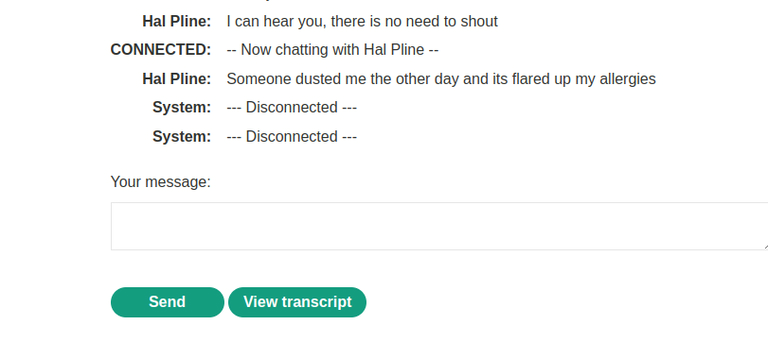 Hal Pline: I can hear you, there is no need to shout
CONNECTED: -- Now chatting with Hal Pline --
Hal Pline: Someone dusted me the other day and its flared up my allergies
System: --- Disconnected ---
System: --- Disconnected ---
Your message:
Send View transcript